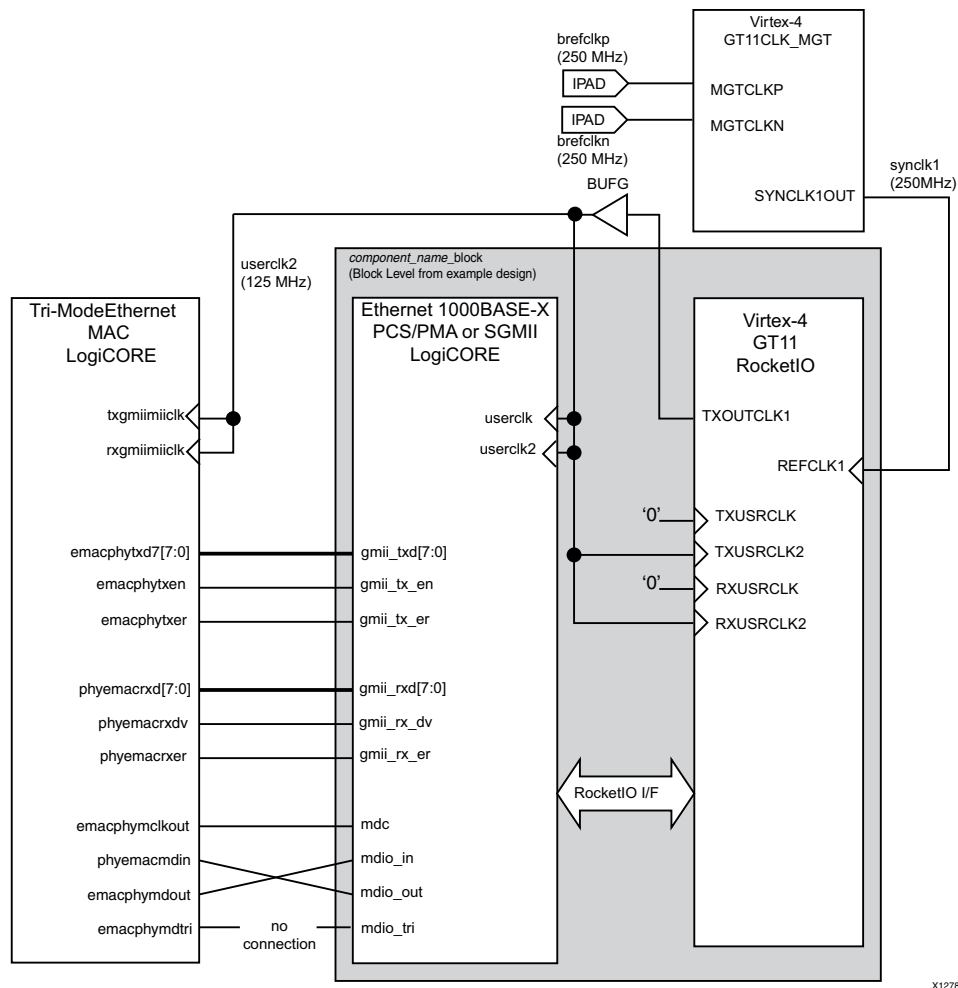 Virtex-4
GT11CLK_MGT
brefclkp
(250 MHz)
IPAD
MGTCLKP
IPAD
MGTCLKN
brefclkn
(250 MHz)
synclk1
(250MHz)
BUFG
SYNCLK1OUT
component_name_block
(Block Level from example design)
userclk2
(125 MHz)
Tri-ModeEthernet
MAC
LogiCORE
Ethernet 1000BASE-X
PCS/PMA or SGMII
LogiCORE
Virtex-4
GT11
RocketIO
txgmiimiiclk
userclk
TXOUTCLK1
rxgmiimiiclk
userclk2
REFCLK1
'0'
TXUSRCLK
emacphytxd7[7:0]
gmii_txd[7:0]
TXUSRCLK2
emacphytxen
gmii_tx_en
'0'
RXUSRCLK
emacphytxer
gmii_tx_er
RXUSRCLK2
phyemacrxd[7:0]
gmii_rxd[7:0]
phyemacrxdv
gmii_rx_dv
phyemacrxer
gmii_rx_er
RocketIO I/F
emacphymclkout
mdc
phyemacmdin
mdio_in
emacphymdout
mdio_out
emacphymdtri
no
connection
mdio_tri
X1278